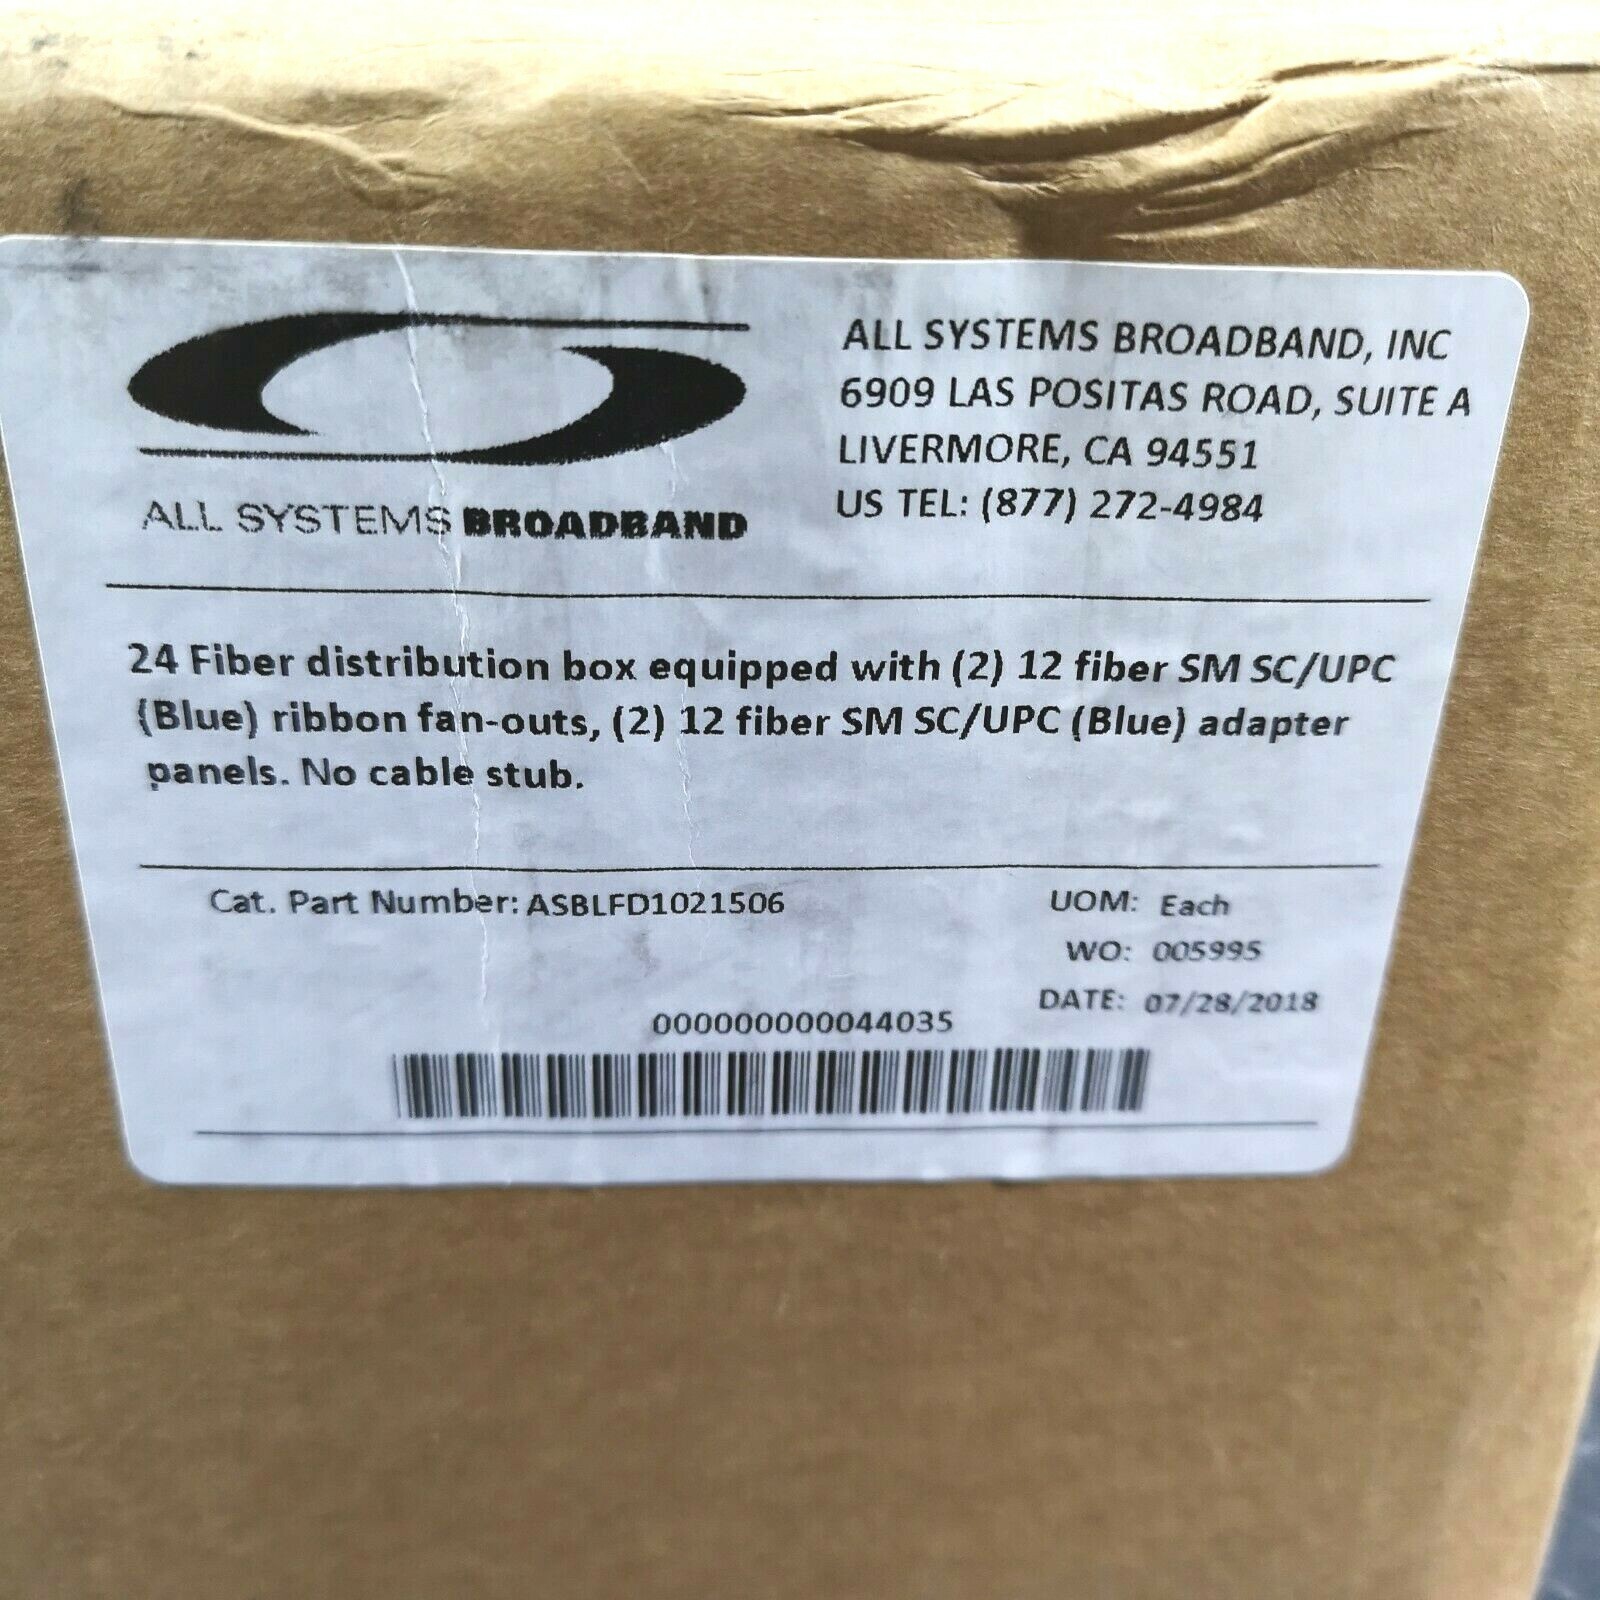 ALL SYSTEMS BROADBAND
ALL SYSTEMS BROADBAND, INC
6909 LAS POSITAS ROAD, SUITE A
LIVERMORE, CA 94551
US TEL: (877) 272-4984
24 Fiber distribution box equipped with (2) 12 fiber SM SC/UPC
(Blue) ribbon fan-outs, (2) 12 fiber SM SC/UPC (Blue) adapter
panels. No cable stub.
Cat. Part Number: ASBLFD1021506
UOM: Each
WO: 005995
DATE: 07/28/2018
000000000044035